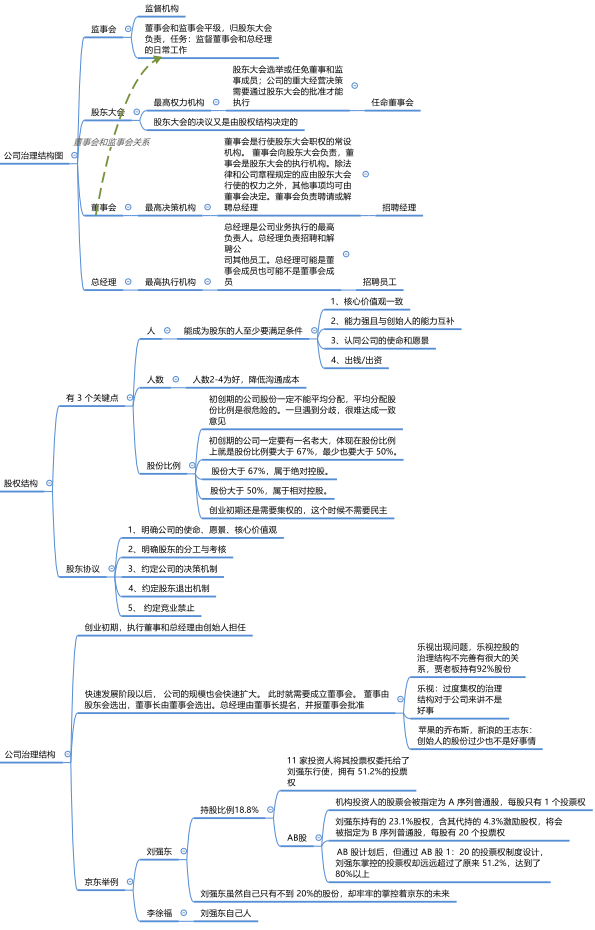 监督机构
监事会
董事会和监事会平级，归股东大会
负责，任务：监督董事会和总经理
的日常工作
股东大会选举或任免董事和监
事成员；公司的重大经营决策
需要通过股东大会的批准才能
执行
最高权力机构
任命董事会
股东大会
股东大会的决议又是由股权结构决定的
董事会和监事会关系
公司治理结构图
董事会是行使股东大会职权的常设
机构。 董事会向股东大会负责，董
事会是股东大会的执行机构。除法
律和公司章程规定的应由股东大会
行使的权力之外，其他事项均可由
董事会决定。董事会负责聘请或解
聘总经理
董事会
最高决策机构
招聘经理
总经理是公司业务执行的最高
负责人。总经理负责招聘和解
聘公
司其他员工。总经理可能是董
事会成员也可能不是董事会成
员
总经理
最高执行机构
招聘员工
1、核心价值观一致
2、能力强且与创始人的能力互补
人
能成为股东的人至少要满足条件
3、认同公司的使命和愿景
4、出钱/出资
人数
人数2-4为好，降低沟通成本
有 3 个关键点
初创期的公司股份一定不能平均分配，平均分配股
份比例是很危险的。一旦遇到分歧，很难达成一致
意见
初创期的公司一定要有一名老大，体现在股份比例
上就是股份比例要大于 67%，最少也要大于 50%。
股份比例
股份大于 67%，属于绝对控股。
股份大于 50%，属于相对控股。
创业初期还是需要集权的，这个时候不需要民主
股权结构
1、明确公司的使命、愿景、核心价值观
2、明确股东的分工与考核
股东协议
3、约定公司的决策机制
4、约定股东退出机制
5、 约定竞业禁止
创业初期，执行董事和总经理由创始人担任
乐视出现问题，乐视控股的
治理结构不完善有很大的关
系，贾老板持有92%股份
快速发展阶段以后， 公司的规模也会快速扩大。 此时就需要成立董事会。 董事由
股东会选出，董事长由董事会选出。总经理由董事长提名，并报董事会批准
乐视：过度集权的治理
结构对于公司来讲不是
好事
苹果的乔布斯，新浪的王志东：
创始人的股份过少也不是好事情
公司治理结构
11 家投资人将其投票权委托给了
刘强东行使，拥有 51.2%的投票
权
持股比例18.8%
机构投资人的股票会被指定为 A 序列普通股，每股只有 1 个投票权
AB股
刘强东持有的 23.1%股权，含其代持的 4.3%激励股权，将会
被指定为 B 序列普通股，每股有 20 个投票权
刘强东
AB 股计划后，但通过 AB 股 1：20 的投票权制度设计，
刘强东掌控的投票权却远远超过了原来 51.2%，达到了
80%以上
京东举例
刘强东虽然自己只有不到 20%的股份，却牢牢的掌控着京东的未来
李徐福
刘强东自己人